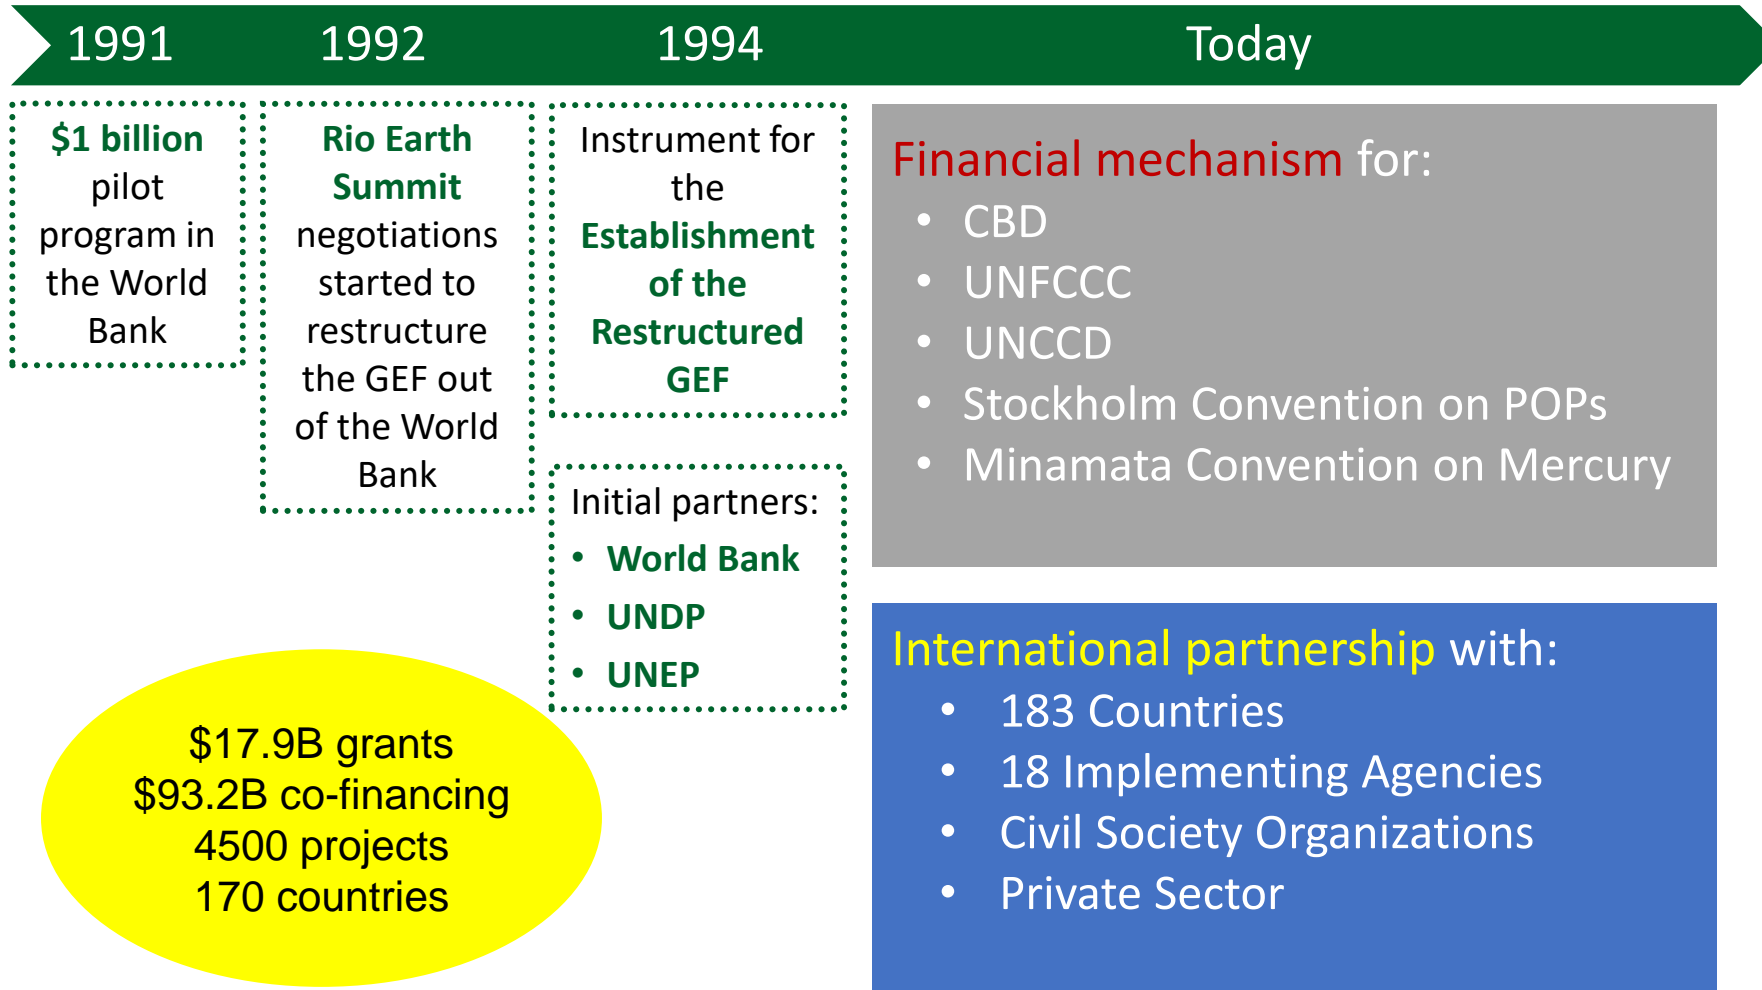 1991
1992
1994
Today
$1 billion
pilot
program in
the World
Bank
Rio Earth
Summit
negotiations
started to
restructure
the GEF out
of the World
Bank
Instrument for
the
Establishment
of the
Restructured
GEF
Initial partners:
• World Bank
• UNDP
• UNEP
$17.9B grants
$93.2B co-financing
4500 projects
170 countries
Financial mechanism for:
• CBD
• UNFCCC
• UNCCD
• Stockholm Convention on POPs
• Minamata Convention on Mercury
International partnership with:
• 183 Countries
• 18 Implementing Agencies
• Civil Society Organizations
• Private Sector